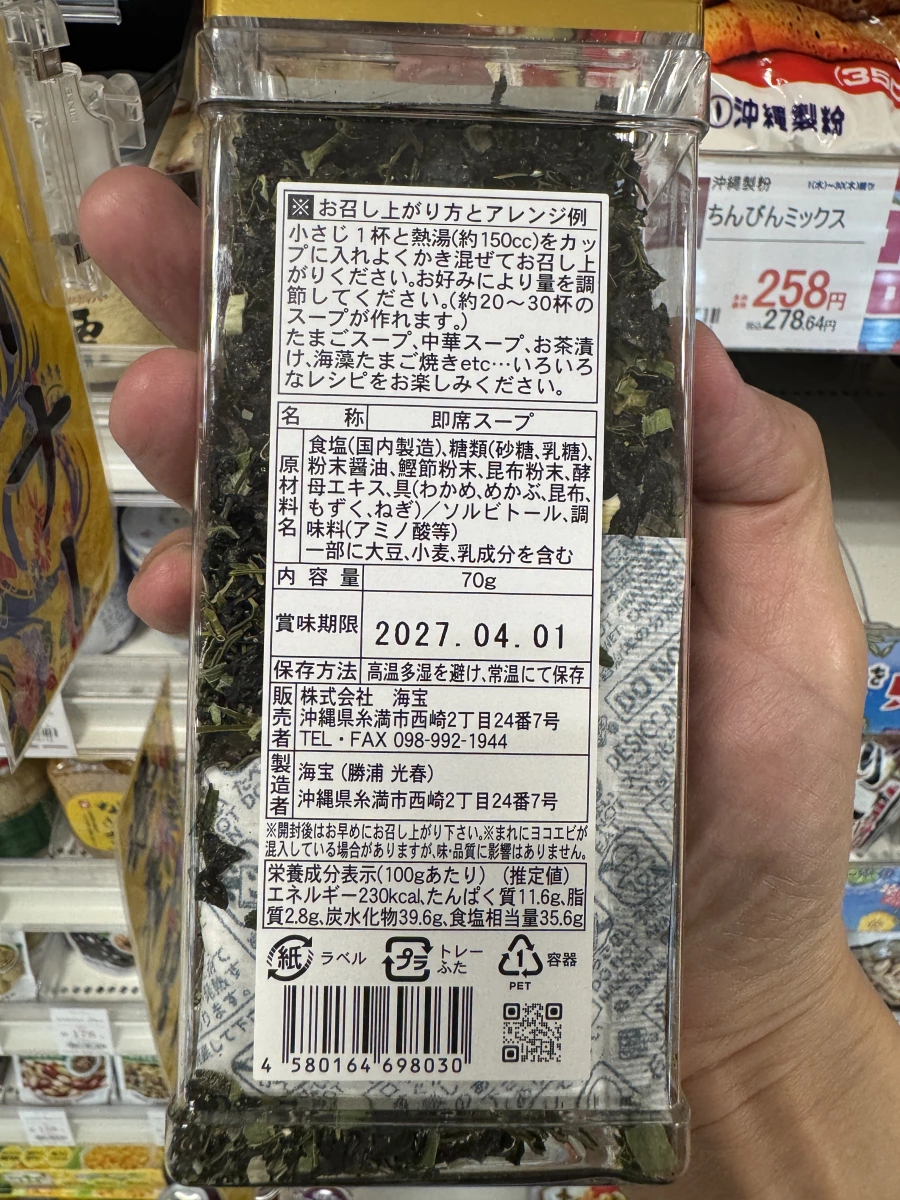 ※ お召し上がり方とアレンジ例
小さじ1杯と熱湯(約150cc)をカッ
プに入れよくかき混ぜてお召し上
がりください。お好みにより量を調
節してください。(約20〜30杯の
スープが作れます。)
たまごスープ、中華スープ、お茶漬
け、海藻たまご焼きetc…いろいろ
なレシピをお楽しみください。
名 称 即席スープ
原材料名
食塩(国内製造)、糖類(砂糖、乳糖)、
粉末醤油、鰹節粉末、昆布粉末、酵
母エキス、具(わかめ、めかぶ、昆布、
もずく、ねぎ)／ソルビトール、調
味料(アミノ酸等)
一部に大豆、小麦、乳成分を含む
内容量 70g
賞味期限 2027.04.01
保存方法 高温多湿を避け、常温にて保存
販売者
株式会社 海宝
沖縄県糸満市西崎2丁目24番7号
TEL・FAX 098-992-1944
製造者
海宝 (勝浦 光春)
沖縄県糸満市西崎2丁目24番7号
※開封後はお早めにお召し上がり下さい。※まれにヨコエビが
混入している場合がありますが、味・品質に影響はありません。
栄養成分表示(100gあたり) (推定値)
エネルギー230kcal,たんぱく質11.6g,脂
質2.8g,炭水化物39.6g,食塩相当量35.6g
紙 ラベル
プラ トレー
ふた
1 PET 容器
4 580164 698030
沖縄製粉
沖縄製粉
ちんびんミックス
258円
278.64円
DO NO
DESICCA